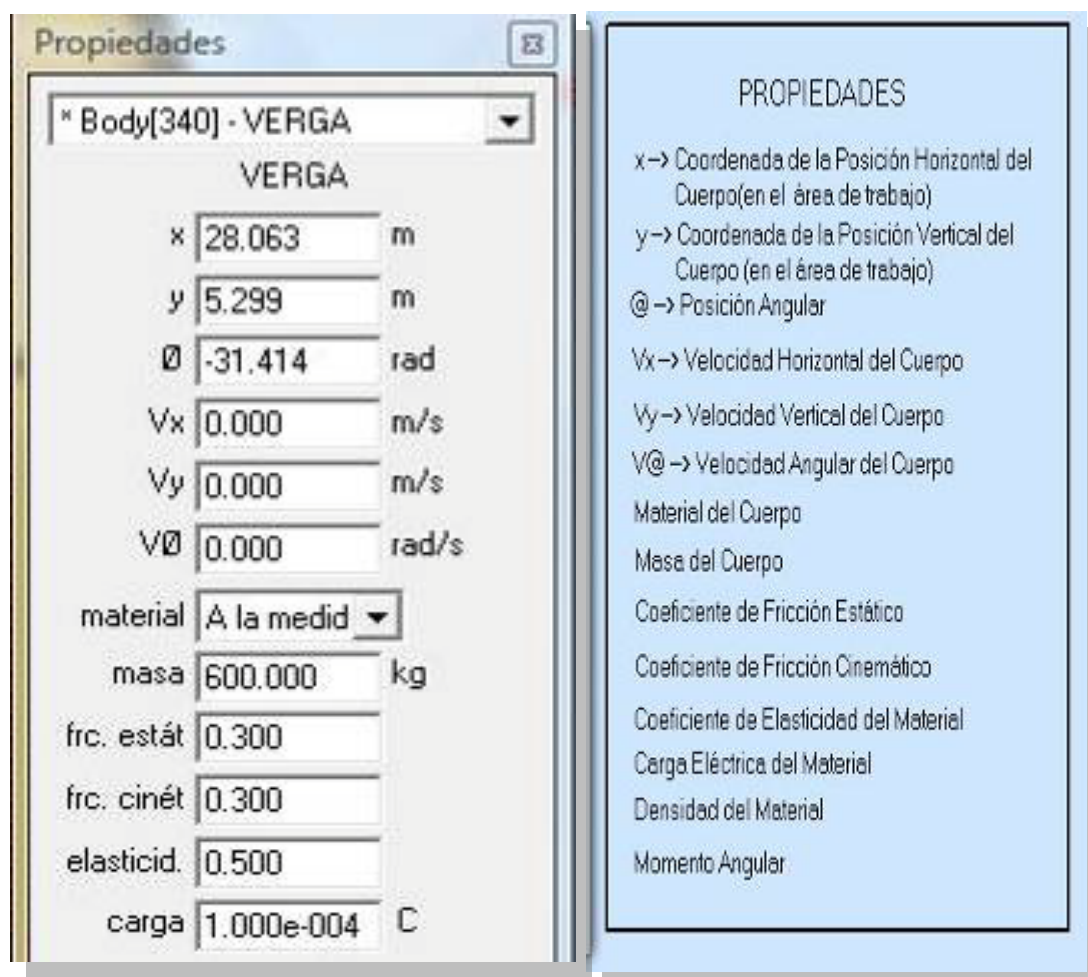 Propiedades
* Body[340] - VERGA
VERGA
x 28.063 m
y 5.299 m
Ø -31.414 rad
Vx 0.000 m/s
Vy 0.000 m/s
VØ 0.000 rad/s
material A la medid
masa 600.000 kg
frc. estát 0.300
frc. cinét 0.300
elasticid. 0.500
carga 1.000e-004 C
PROPIEDADES
x -> Coordenada de la Posición Horizontal del
Cuerpo(en el área de trabajo)
y -> Coordenada de la Posición Vertical del
Cuerpo (en el área de trabajo)
@ -> Posición Angular
Vx -> Velocidad Horizontal del Cuerpo
Vy -> Velocidad Vertical del Cuerpo
V@ -> Velocidad Angular del Cuerpo
Material del Cuerpo
Masa del Cuerpo
Coeficiente de Fricción Estático
Coeficiente de Fricción Cinemático
Coeficiente de Elasticidad del Material
Carga Eléctrica del Material
Densidad del Material
Momento Angular